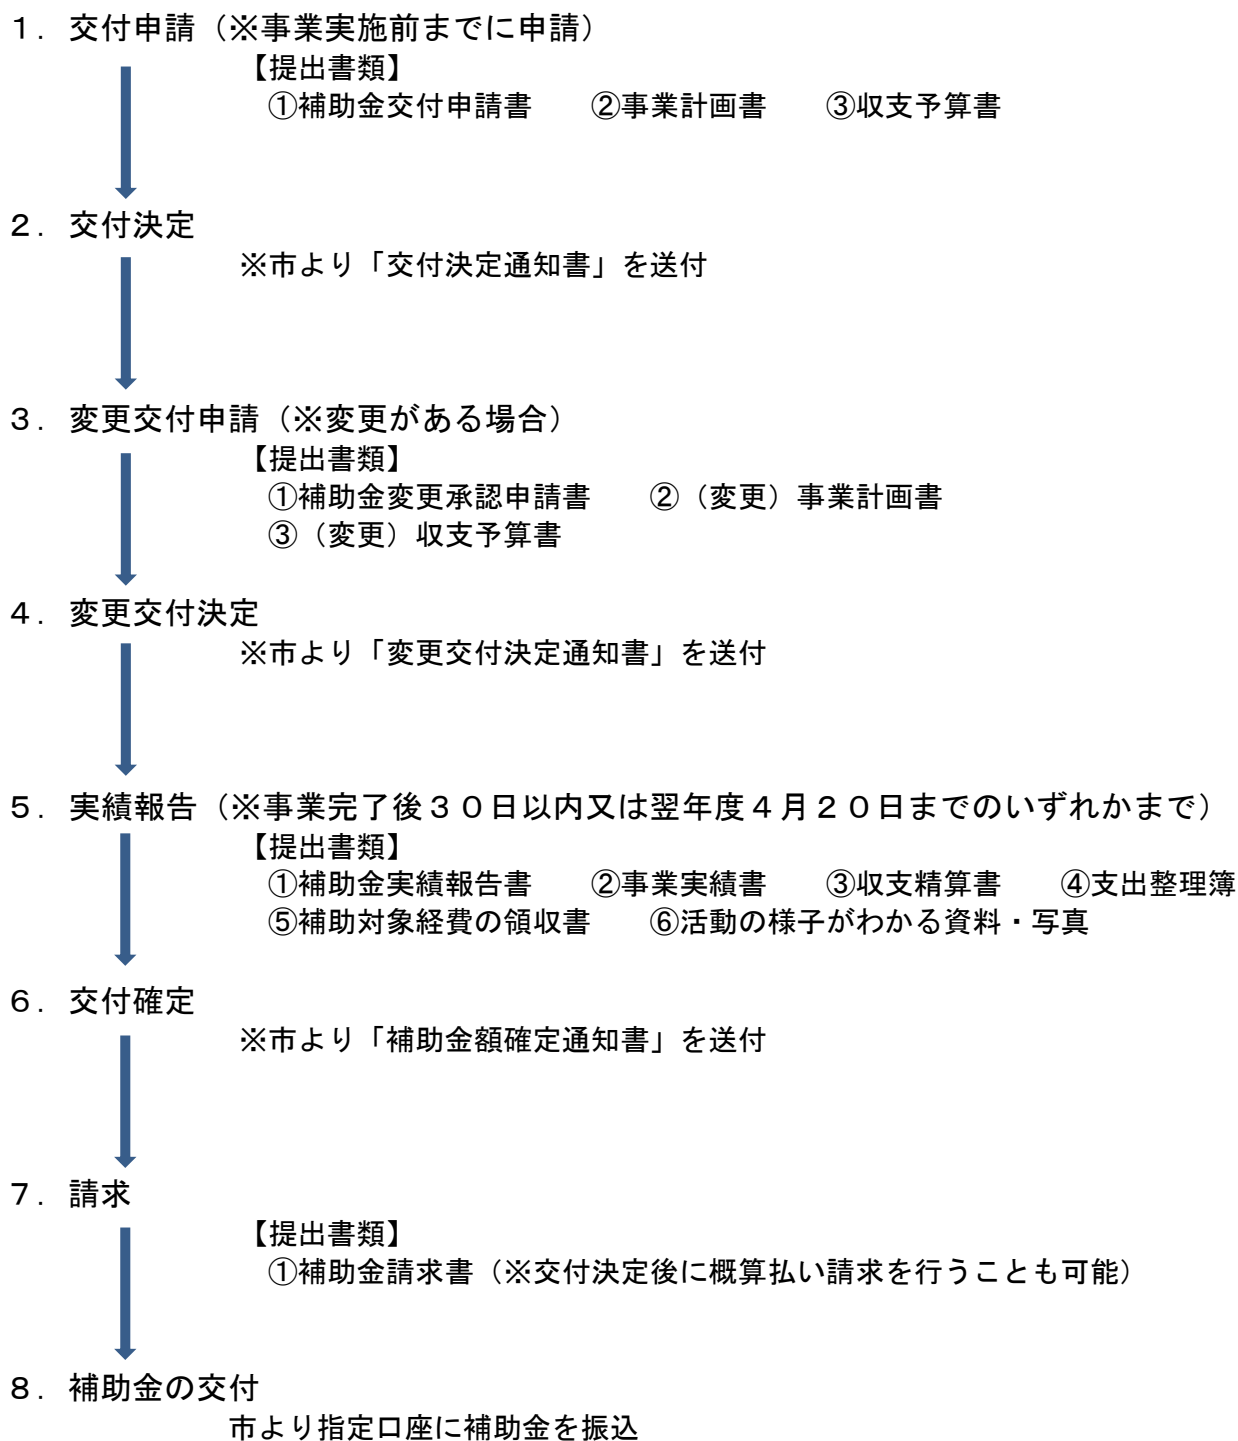 １．交付申請（※事業実施前までに申請）
【提出書類】
①補助金交付申請書　　②事業計画書　　③収支予算書
２．交付決定
※市より「交付決定通知書」を送付
３．変更交付申請（※変更がある場合）
【提出書類】
①補助金変更承認申請書　　②（変更）事業計画書
③（変更）収支予算書
４．変更交付決定
※市より「変更交付決定通知書」を送付
５．実績報告（※事業完了後３０日以内又は翌年度４月２０日までのいずれかまで）
【提出書類】
①補助金実績報告書　　②事業実績書　　③収支精算書　　④支出整理簿
⑤補助対象経費の領収書　　⑥活動の様子がわかる資料・写真
６．交付確定
※市より「補助金額確定通知書」を送付
７．請求
【提出書類】
①補助金請求書（※交付決定後に概算払い請求を行うことも可能）
８．補助金の交付
市より指定口座に補助金を振込